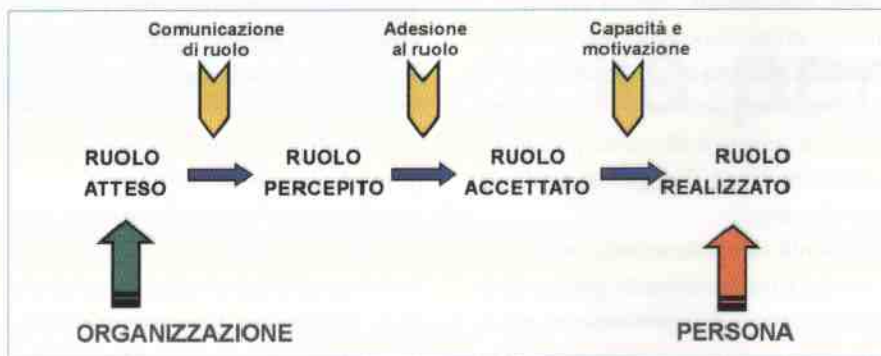 Comunicazione
di ruolo
Adesione
al ruolo
Capacità e
motivazione
RUOLO
ATTESO
RUOLO
PERCEPITO
RUOLO
ACCETTATO
RUOLO
REALIZZATO
ORGANIZZAZIONE
PERSONA